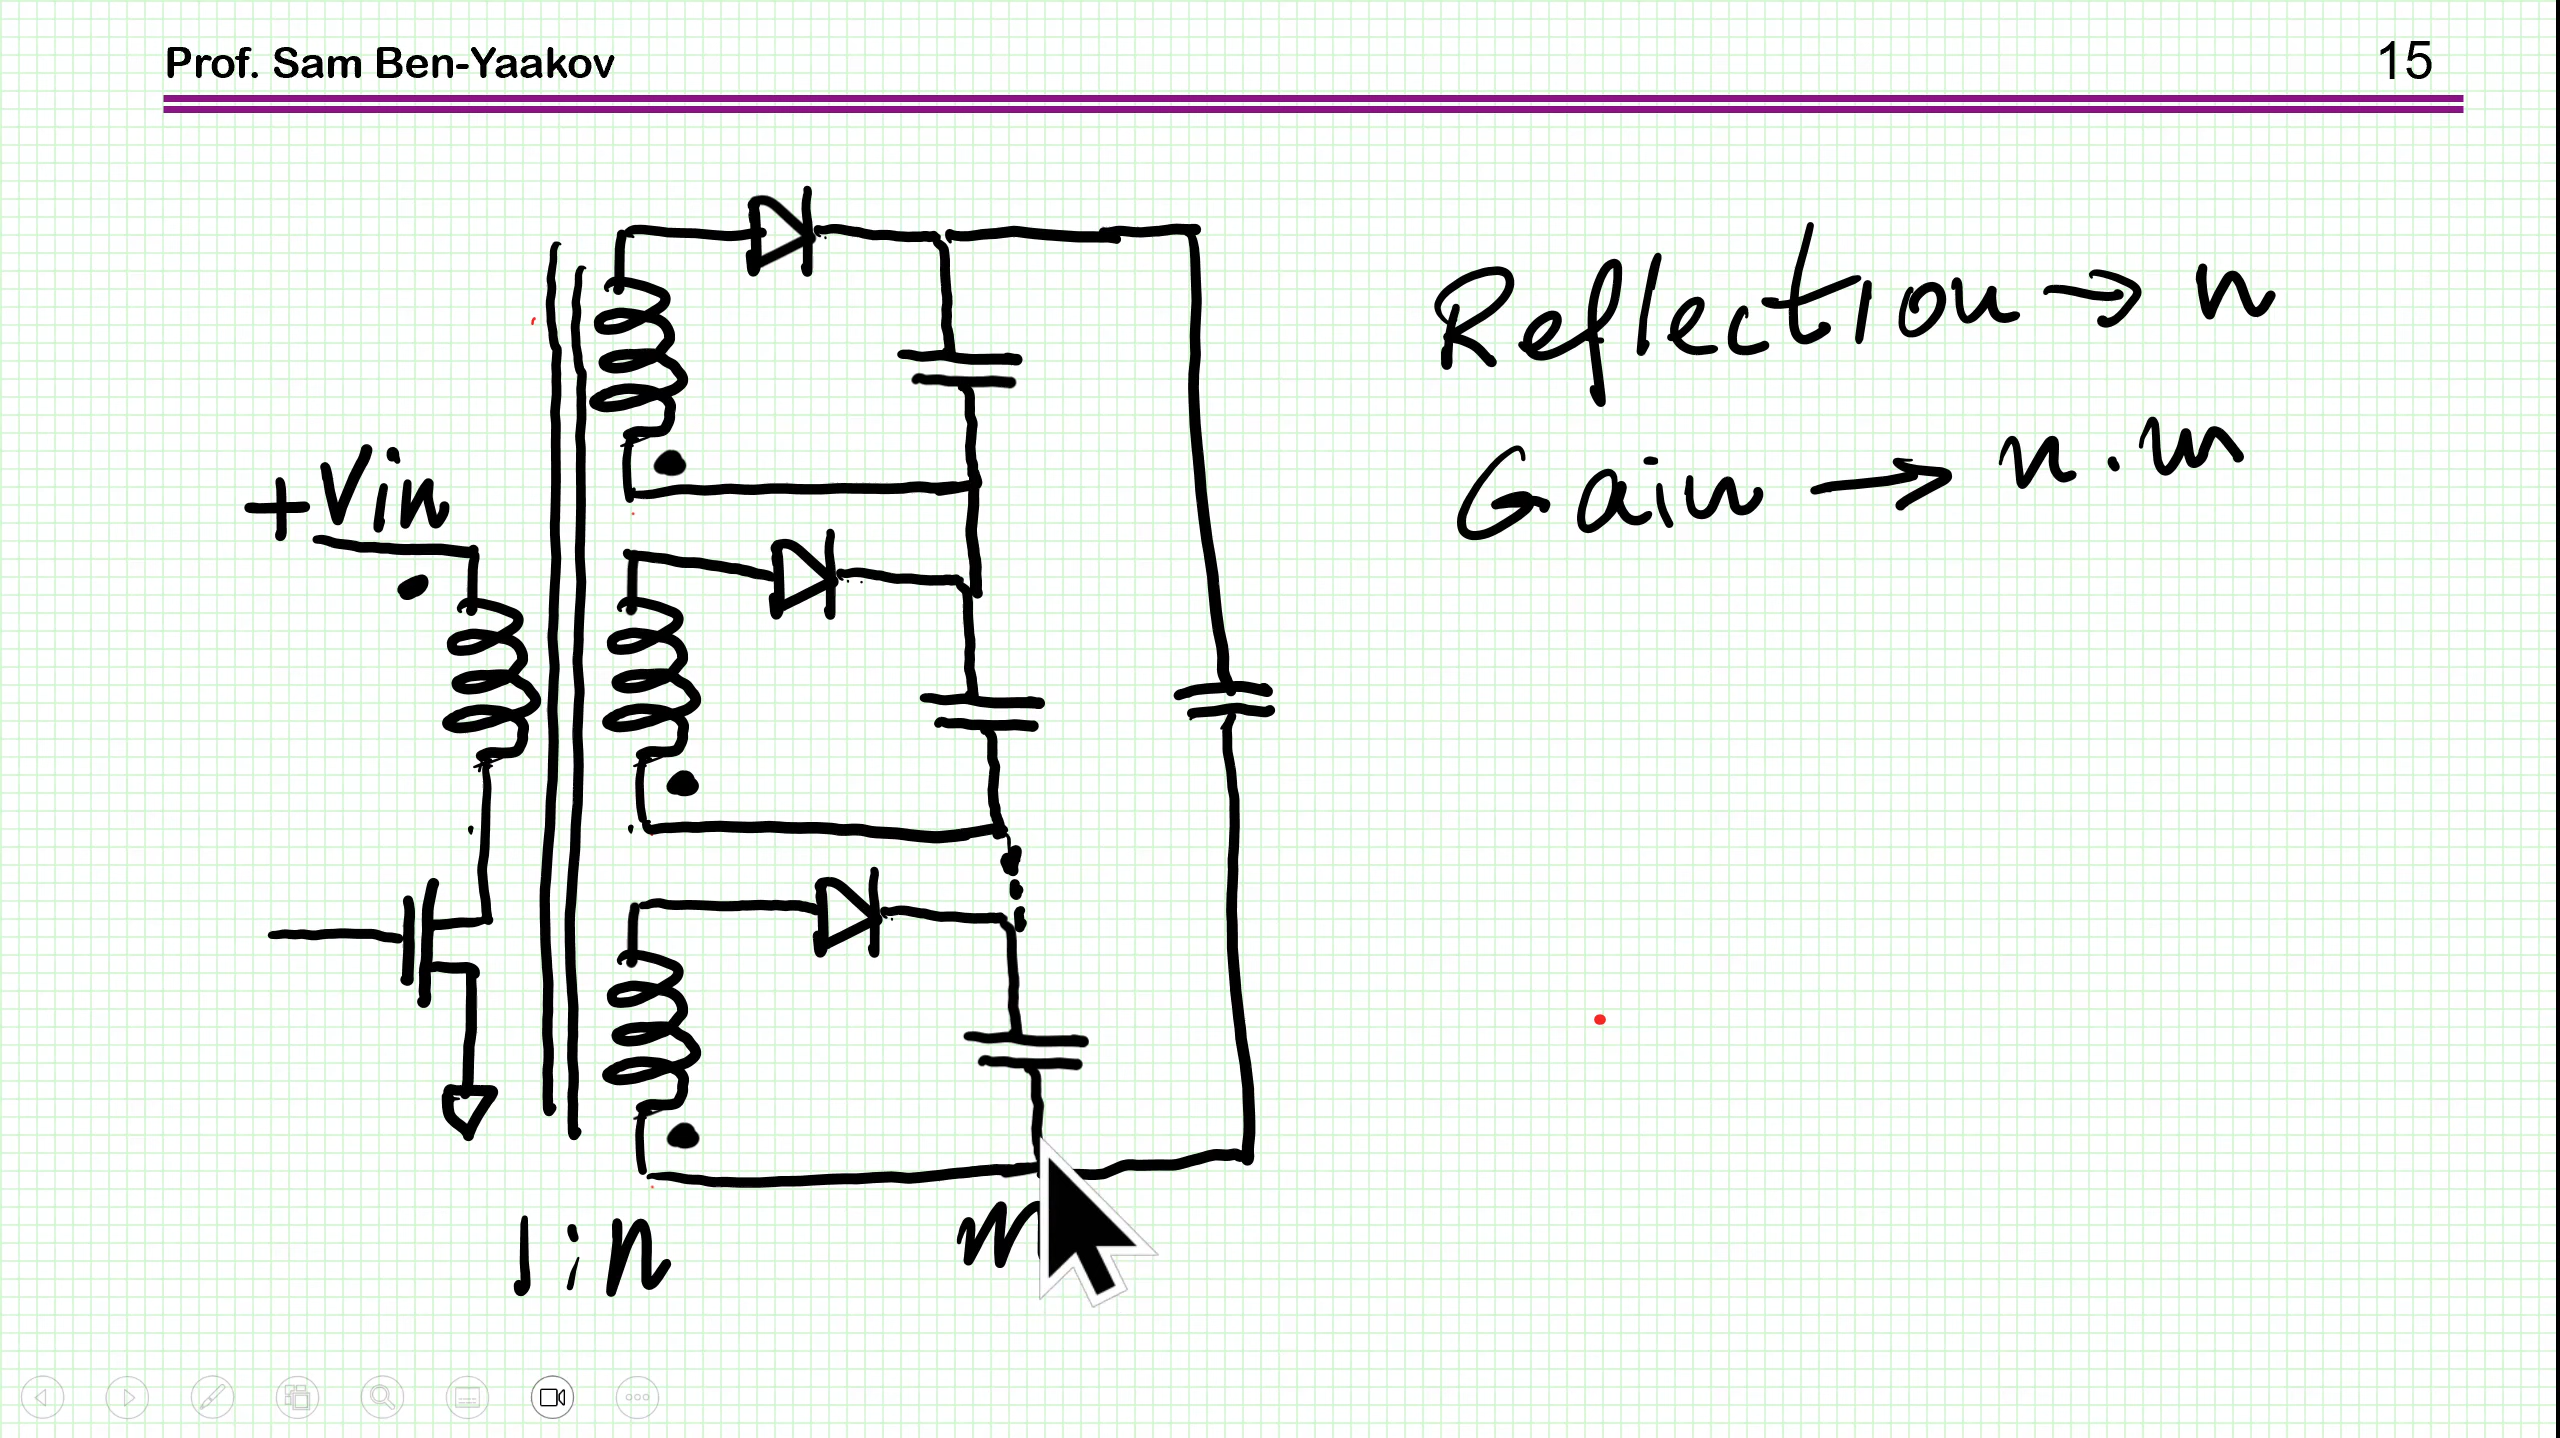 Prof. Sam Ben-Yaakov 15
Reflection → n
Gain → n.m
+Vin
1:n
m